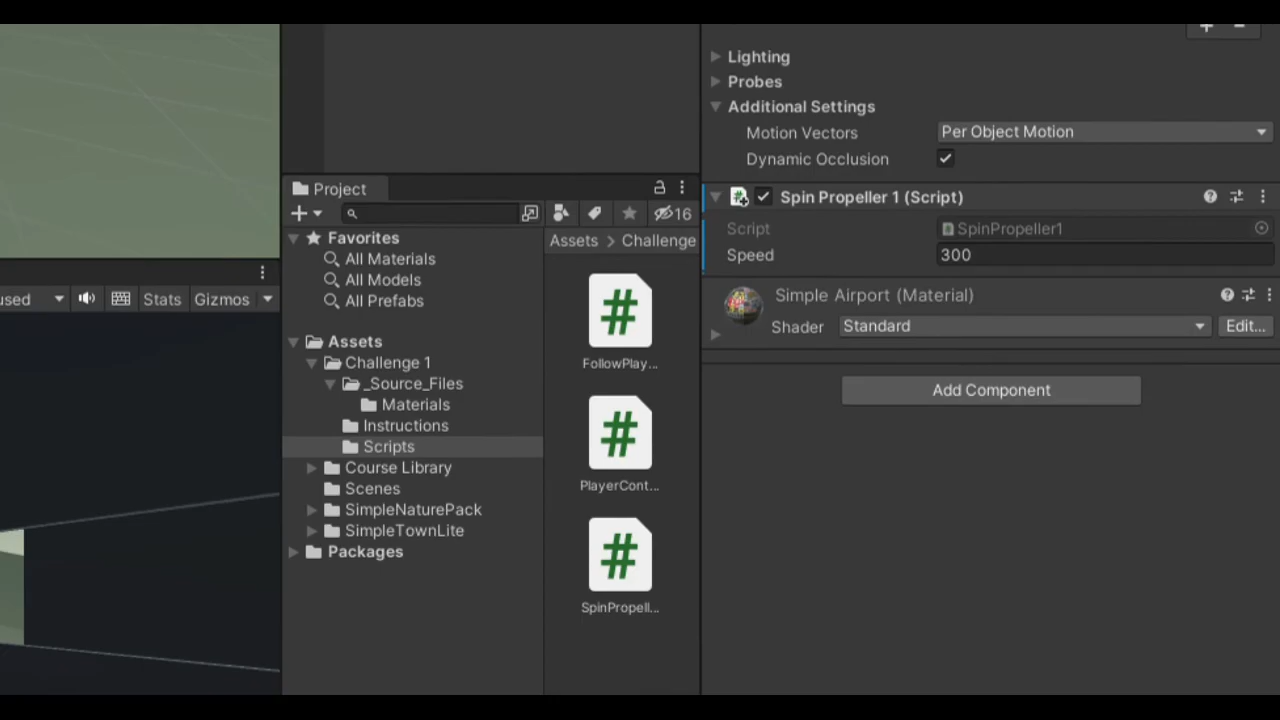 used
Stats
Gizmos
Project
16
Favorites
All Materials
All Models
All Prefabs
Assets
Challenge 1
_Source_Files
Materials
Instructions
Scripts
Course Library
Scenes
SimpleNaturePack
SimpleTownLite
Packages
Assets > Challenge
FollowPlay...
PlayerCont...
SpinPropell...
Lighting
Probes
Additional Settings
Motion Vectors Per Object Motion
Dynamic Occlusion
Spin Propeller 1 (Script)
Script SpinPropeller1
Speed 300
Simple Airport (Material)
Shader Standard Edit...
Add Component